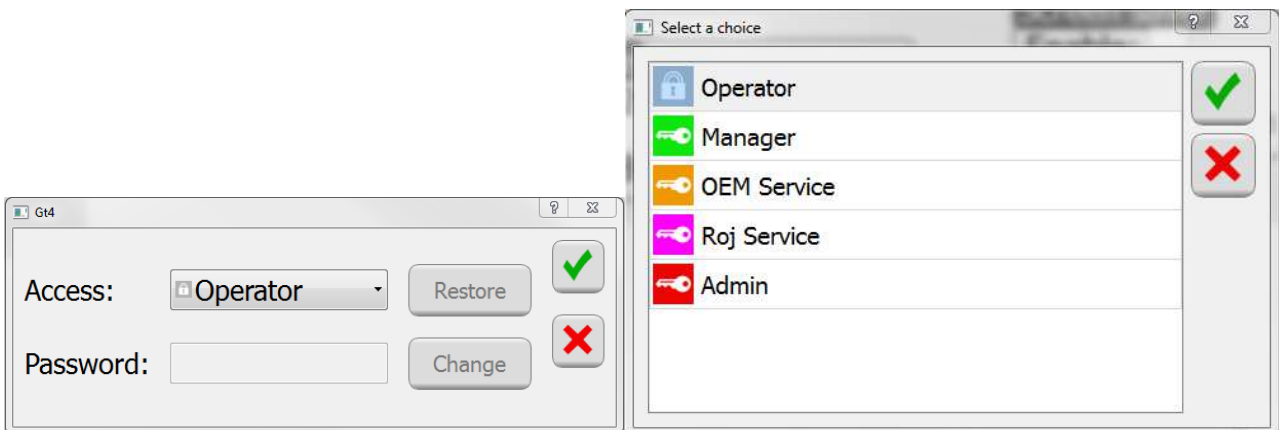 Gt4
Access:
Operator
Restore
Password:
Change
Select a choice
Operator
Manager
OEM Service
Roj Service
Admin